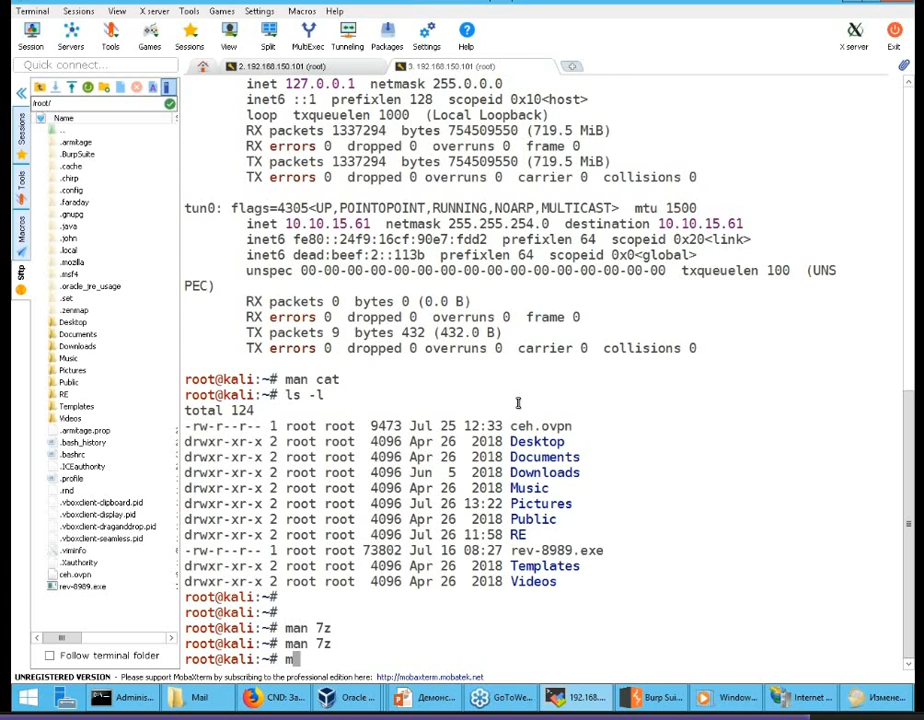 Terminal Sessions View X server Tools Games Settings Macros Help
Session Servers Tools Games Sessions View Split MultiExec Tunneling Packages Settings Help X server Exit
Quick connect...
2. 192.168.150.101 (root)
3. 192.168.150.101 (root)
/root/
Name
..
.armitage
.BurpSuite
.cache
.chirp
.config
.faraday
.gnupg
.java
.john
.local
.mozilla
.msf4
.oracle_jre_usage
.set
.zenmap
Desktop
Documents
Downloads
Music
Pictures
Public
RE
Templates
Videos
.armitage.prop
.bash_history
.bashrc
.ICEauthority
.profile
.rnd
.vboxclient-clipboard.pid
.vboxclient-display.pid
.vboxclient-draganddrop.pid
.vboxclient-seamless.pid
.viminfo
.Xauthority
ceh.ovpn
rev-8989.exe
Sessions
Tools
Macros
Sftp
Follow terminal folder
inet 127.0.0.1 netmask 255.0.0.0
inet6 ::1 prefixlen 128 scopeid 0x10<host>
loop txqueuelen 1000 (Local Loopback)
RX packets 1337294 bytes 754509550 (719.5 MiB)
RX errors 0 dropped 0 overruns 0 frame 0
TX packets 1337294 bytes 754509550 (719.5 MiB)
TX errors 0 dropped 0 overruns 0 carrier 0 collisions 0
tun0: flags=4305<UP,POINTOPOINT,RUNNING,NOARP,MULTICAST> mtu 1500
inet 10.10.15.61 netmask 255.255.254.0 destination 10.10.15.61
inet6 fe80::24f9:16cf:90e7:fdd2 prefixlen 64 scopeid 0x20<link>
inet6 dead:beef:2::113b prefixlen 64 scopeid 0x0<global>
unspec 00-00-00-00-00-00-00-00-00-00-00-00-00-00-00-00 txqueuelen 100 (UNS
PEC)
RX packets 0 bytes 0 (0.0 B)
RX errors 0 dropped 0 overruns 0 frame 0
TX packets 9 bytes 432 (432.0 B)
TX errors 0 dropped 0 overruns 0 carrier 0 collisions 0
root@kali:~# man cat
root@kali:~# ls -l
total 124
-rw-r--r-- 1 root root 9473 Jul 25 12:33 ceh.ovpn
drwxr-xr-x 2 root root 4096 Apr 26 2018 Desktop
drwxr-xr-x 2 root root 4096 Apr 26 2018 Documents
drwxr-xr-x 2 root root 4096 Jun 5 2018 Downloads
drwxr-xr-x 2 root root 4096 Apr 26 2018 Music
drwxr-xr-x 2 root root 4096 Jul 26 13:22 Pictures
drwxr-xr-x 2 root root 4096 Apr 26 2018 Public
drwxr-xr-x 2 root root 4096 Jul 26 11:58 RE
-rw-r--r-- 1 root root 73802 Jul 16 08:27 rev-8989.exe
drwxr-xr-x 2 root root 4096 Apr 26 2018 Templates
drwxr-xr-x 2 root root 4096 Apr 26 2018 Videos
root@kali:~#
root@kali:~#
root@kali:~# man 7z
root@kali:~# man 7z
root@kali:~# m
UNREGISTERED VERSION - Please support MobaXterm by subscribing to the professional edition here: http://mobaxterm.mobatek.net
Adminis... Mail CND: За... Oracle ... Демонс... GoToWe... 192.168.... Burp Sui... Window... Internet ... Измене...